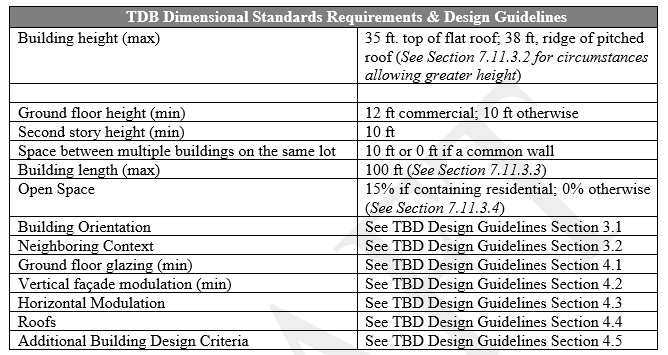 TDB Dimensional Standards Requirements & Design Guidelines
Building height (max) 35 ft. top of flat roof; 38 ft, ridge of pitched
roof (See Section 7.11.3.2 for circumstances
allowing greater height)
Ground floor height (min) 12 ft commercial; 10 ft otherwise
Second story height (min) 10 ft
Space between multiple buildings on the same lot 10 ft or 0 ft if a common wall
Building length (max) 100 ft (See Section 7.11.3.3)
Open Space 15% if containing residential; 0% otherwise
(See Section 7.11.3.4)
Building Orientation See TBD Design Guidelines Section 3.1
Neighboring Context See TBD Design Guidelines Section 3.2
Ground floor glazing (min) See TBD Design Guidelines Section 4.1
Vertical façade modulation (min) See TBD Design Guidelines Section 4.2
Horizontal Modulation See TBD Design Guidelines Section 4.3
Roofs See TBD Design Guidelines Section 4.4
Additional Building Design Criteria See TBD Design Guidelines Section 4.5